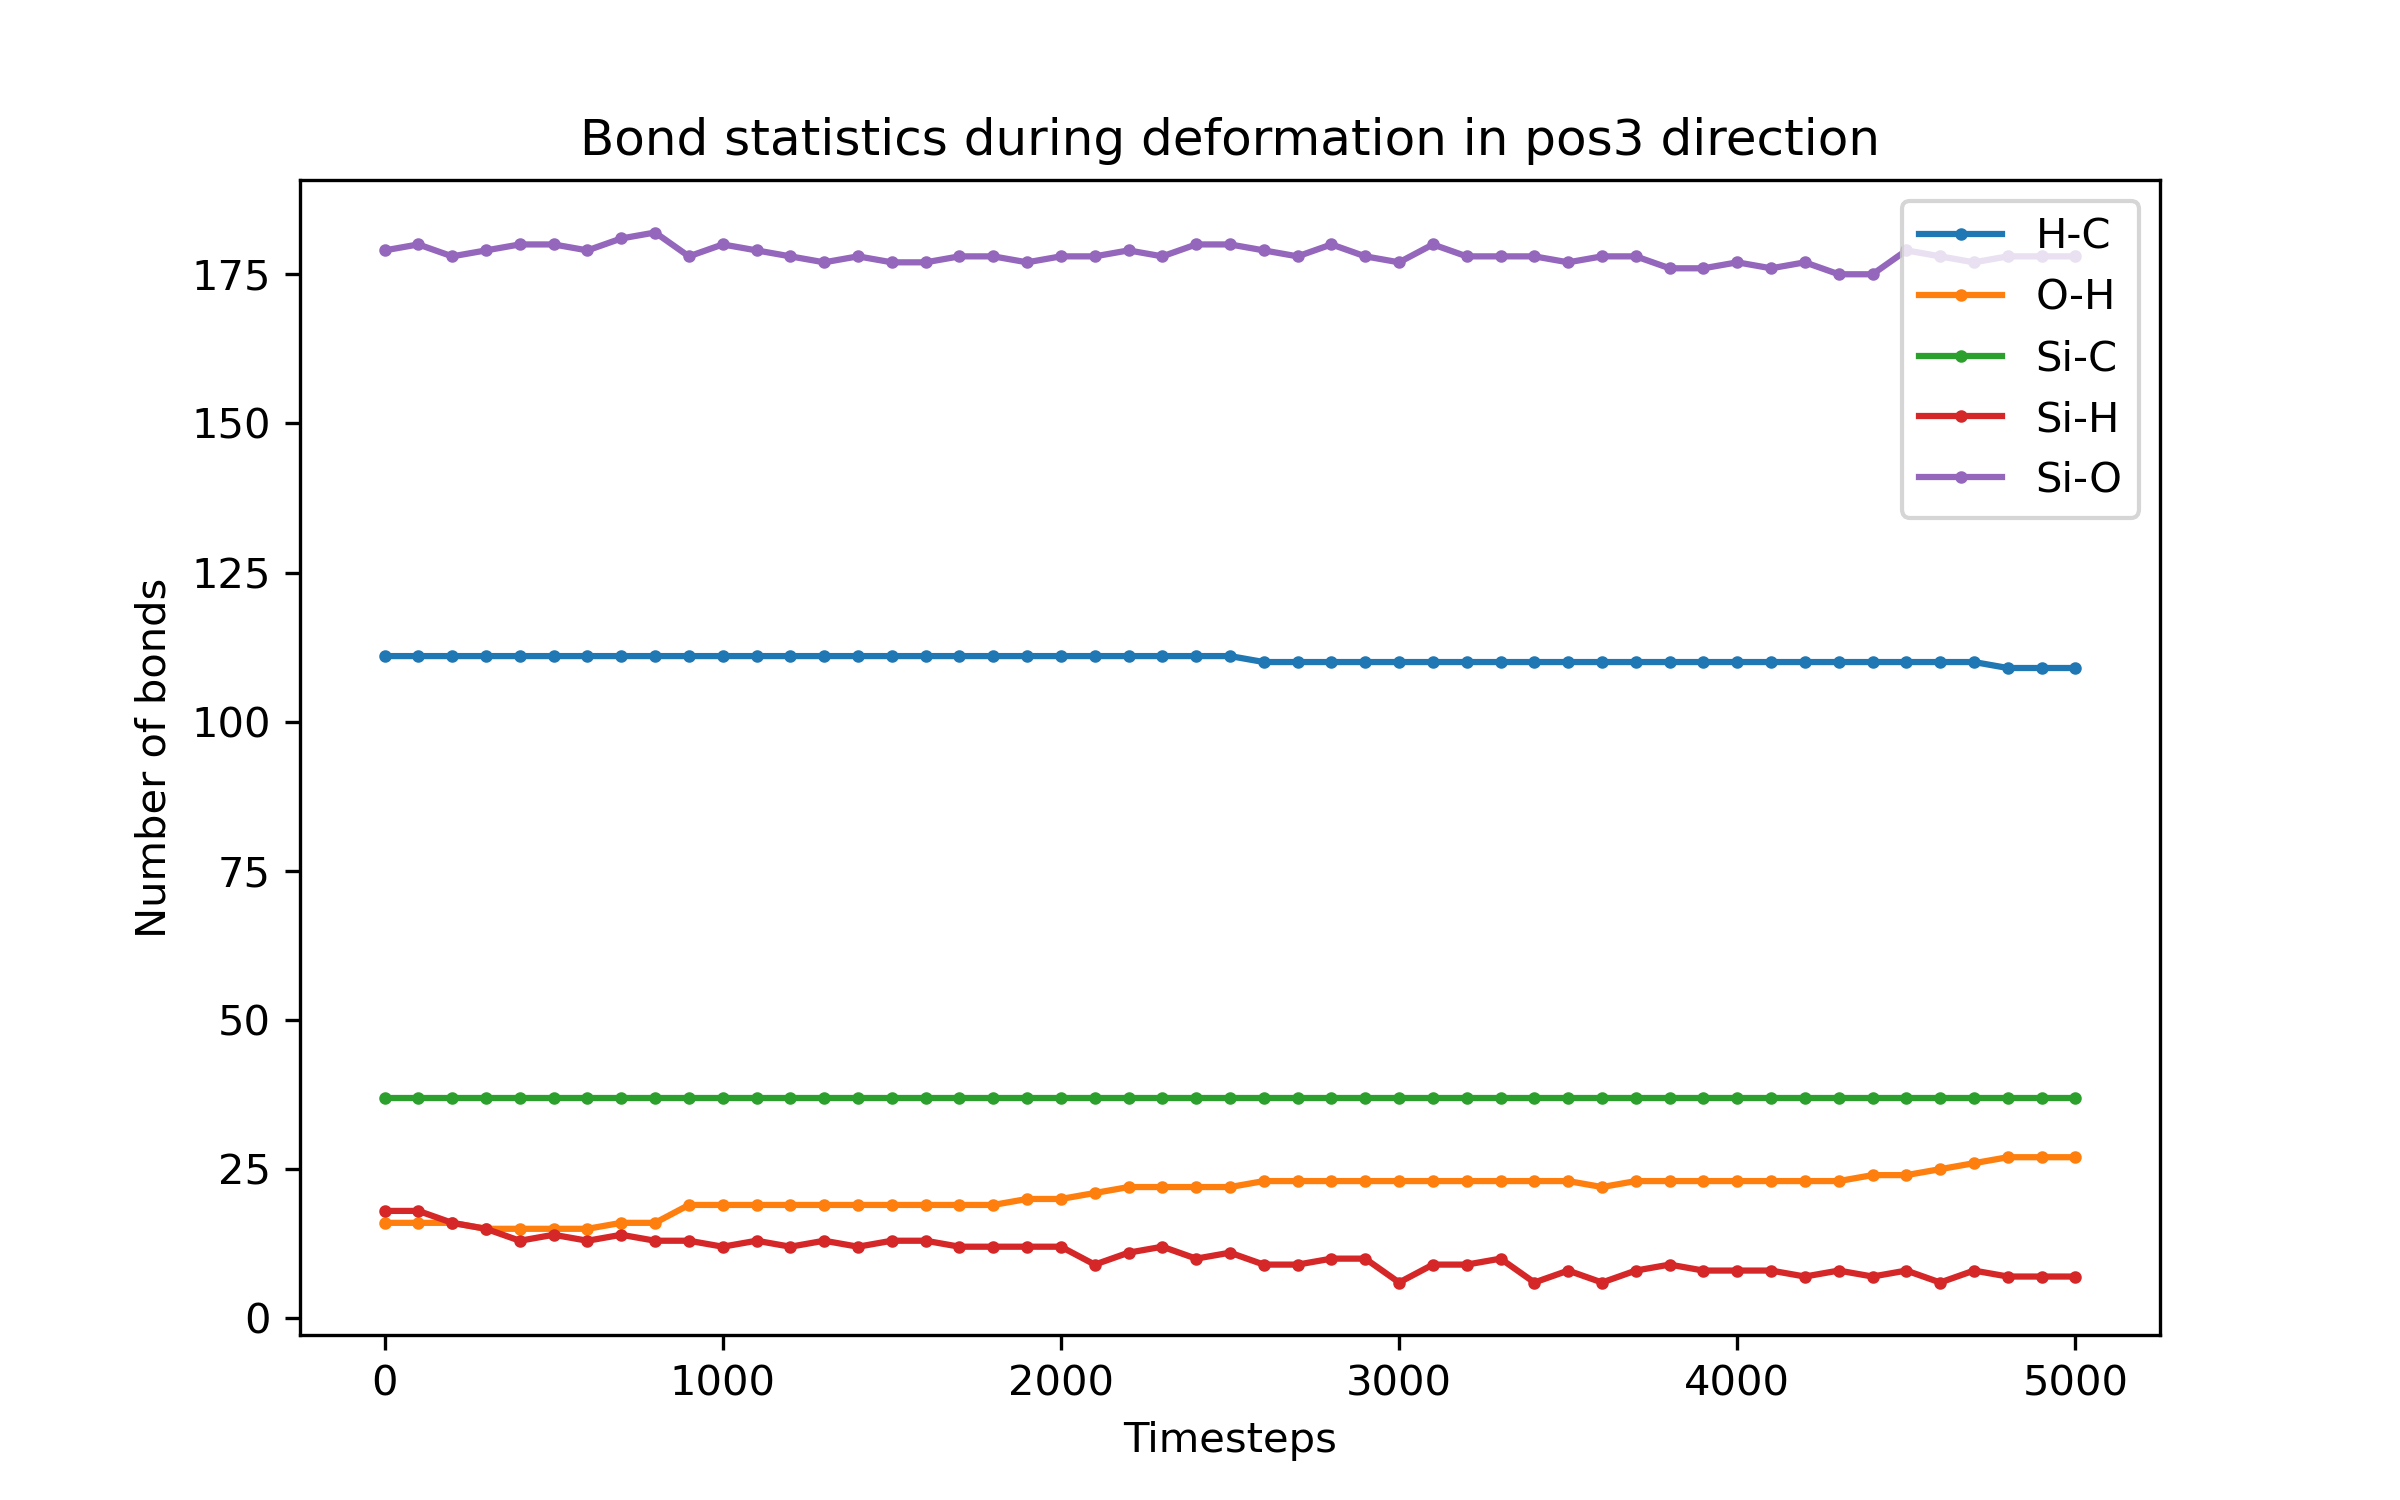 Bond statistics during deformation in pos3 direction
H-C
O-H
Si-C
Si-H
Si-O
175
150
125
100
75
50
25
0
Number of bonds
0 1000 2000 3000 4000 5000
Timesteps